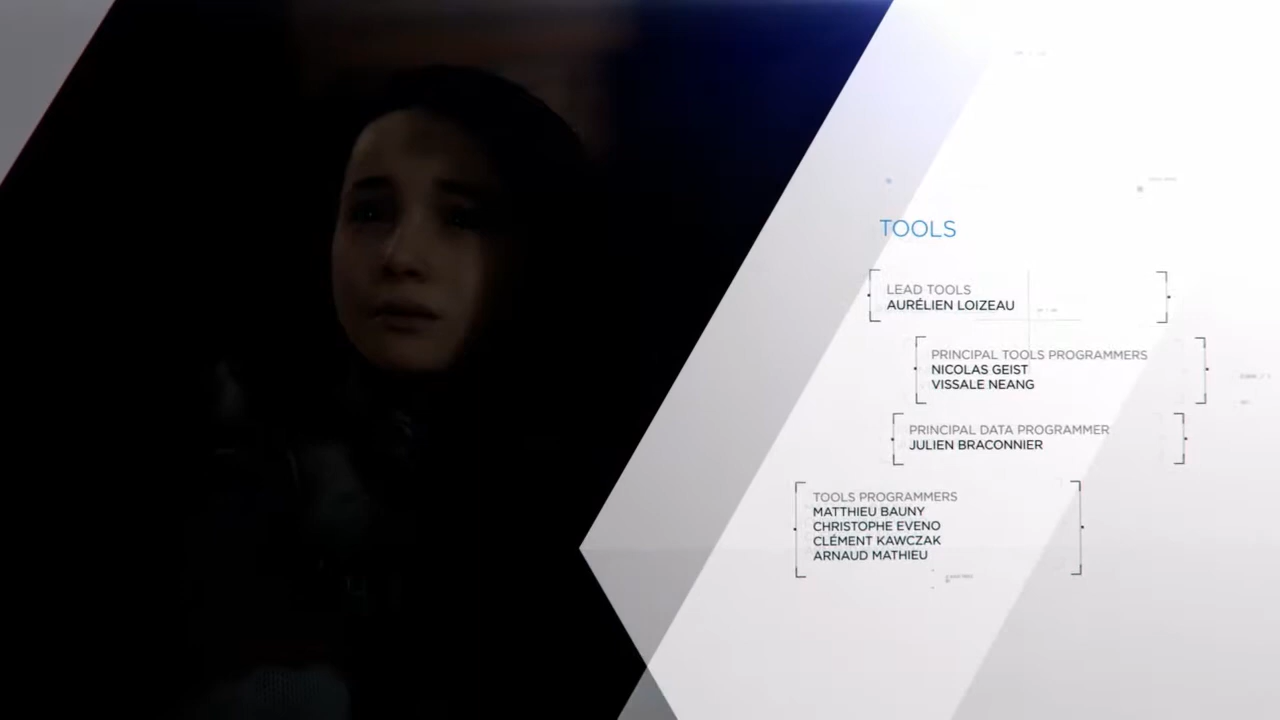 TOOLS
LEAD TOOLS
AURÉLIEN LOIZEAU
PRINCIPAL TOOLS PROGRAMMERS
NICOLAS GEIST
VISSALE NEANG
PRINCIPAL DATA PROGRAMMER
JULIEN BRACONNIER
TOOLS PROGRAMMERS
MATTHIEU BAUNY
CHRISTOPHE EVENO
CLÉMENT KAWCZAK
ARNAUD MATHIEU